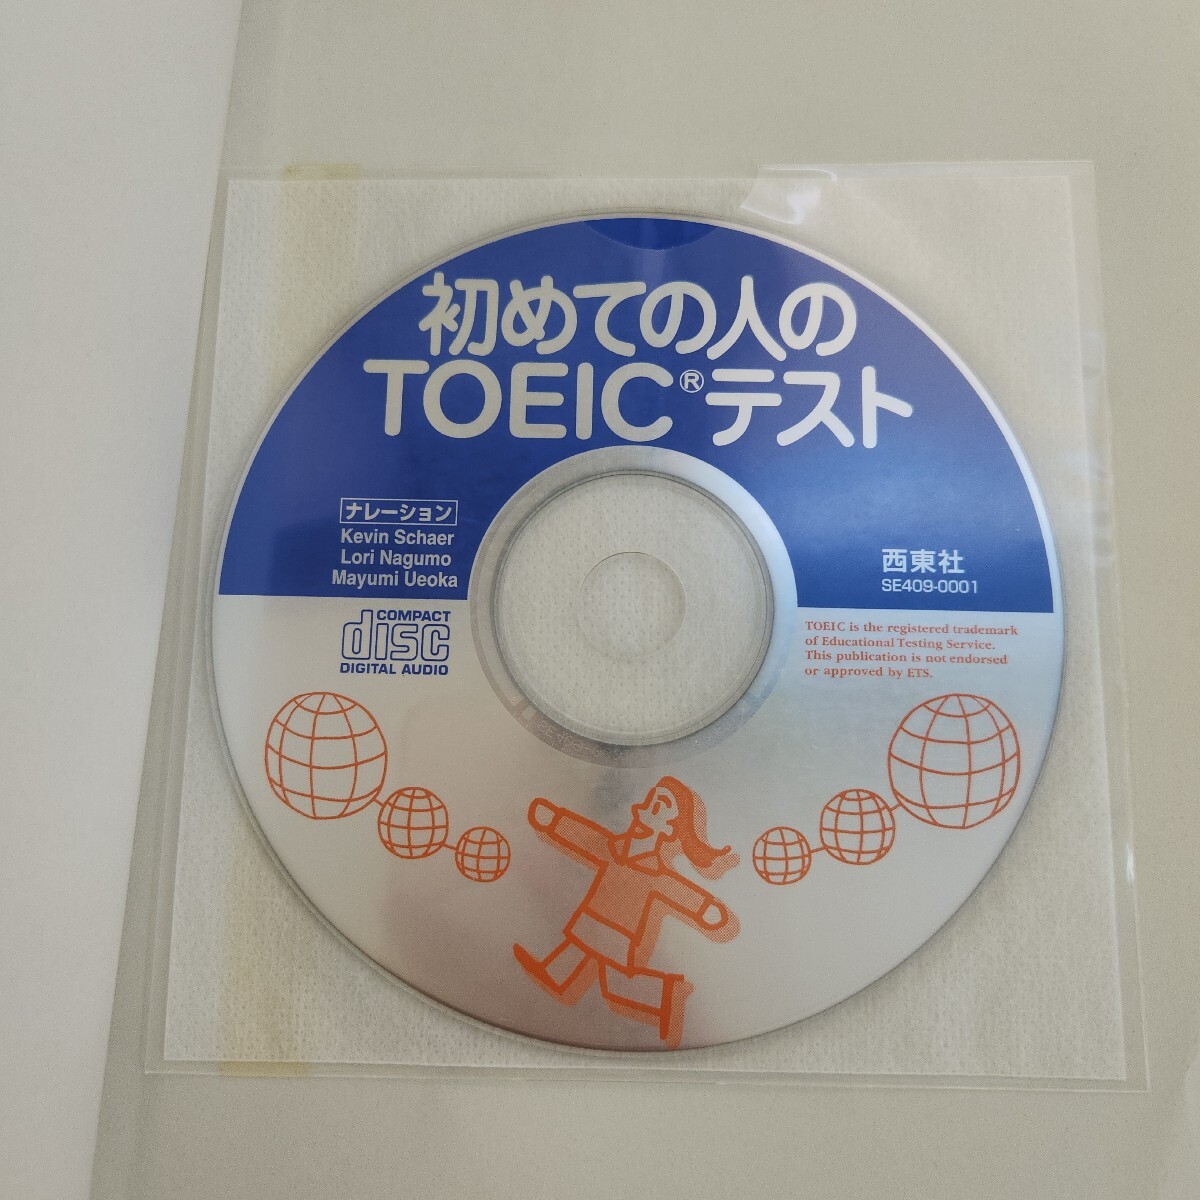 初めての人の
TOEIC®テスト
ナレーション
Kevin Schaer
Lori Nagumo
Mayumi Ueoka
COMPACT
disc
DIGITAL AUDIO
西東社
SE409-0001
TOEIC is the registered trademark
of Educational Testing Service.
This publication is not endorsed
or approved by ETS.